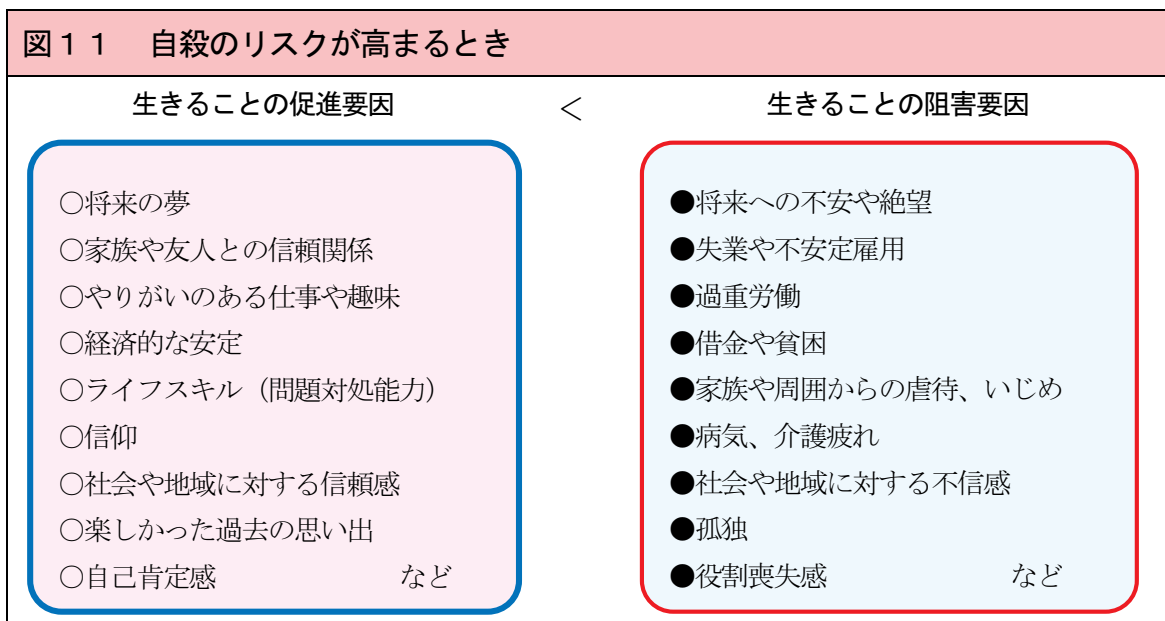 図１１　自殺のリスクが高まるとき
生きることの促進要因　＜　生きることの阻害要因
○将来の夢
○家族や友人との信頼関係
○やりがいのある仕事や趣味
○経済的な安定
○ライフスキル（問題対処能力）
○信仰
○社会や地域に対する信頼感
○楽しかった過去の思い出
○自己肯定感　など
●将来への不安や絶望
●失業や不安定雇用
●過重労働
●借金や貧困
●家族や周囲からの虐待、いじめ
●病気、介護疲れ
●社会や地域に対する不信感
●孤独
●役割喪失感　など